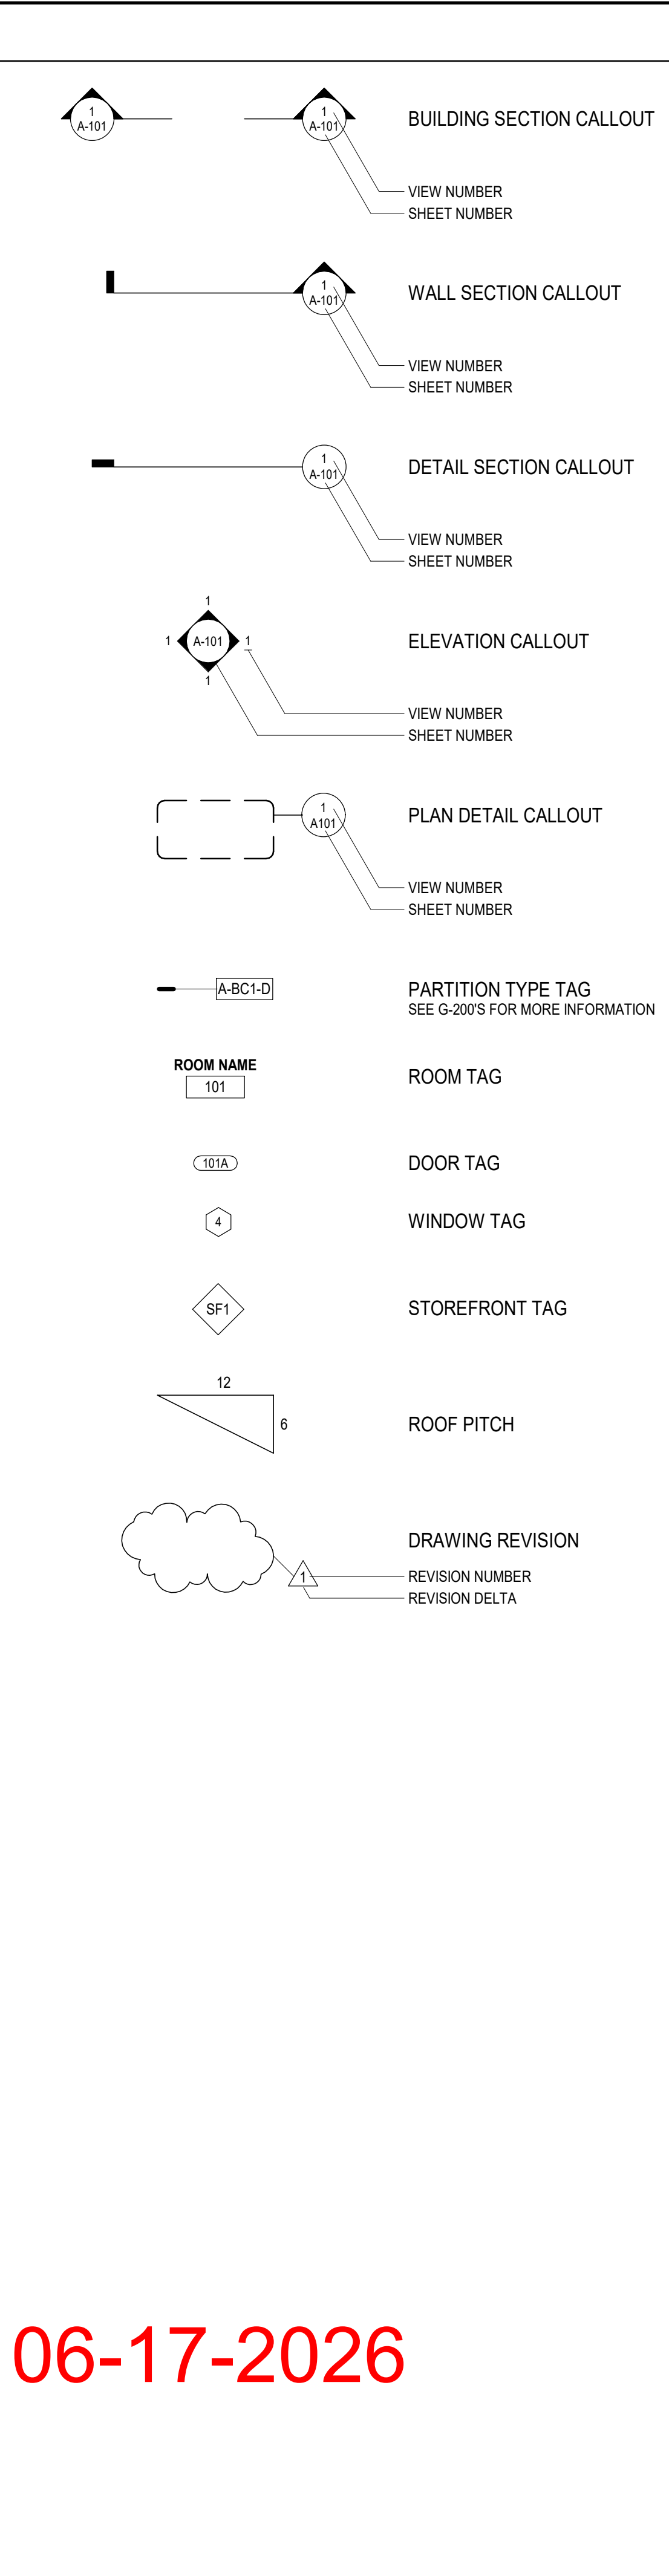 1
A-101
1
A-101
BUILDING SECTION CALLOUT
VIEW NUMBER
SHEET NUMBER
1
A-101
WALL SECTION CALLOUT
VIEW NUMBER
SHEET NUMBER
1
A-101
DETAIL SECTION CALLOUT
VIEW NUMBER
SHEET NUMBER
1
1
A-101
1
1
ELEVATION CALLOUT
VIEW NUMBER
SHEET NUMBER
1
A101
PLAN DETAIL CALLOUT
VIEW NUMBER
SHEET NUMBER
A-BC1-D
PARTITION TYPE TAG
SEE G-200'S FOR MORE INFORMATION
ROOM NAME
101
ROOM TAG
101A
DOOR TAG
4
WINDOW TAG
SF1
STOREFRONT TAG
12
6
ROOF PITCH
DRAWING REVISION
1
REVISION NUMBER
REVISION DELTA
06-17-2026